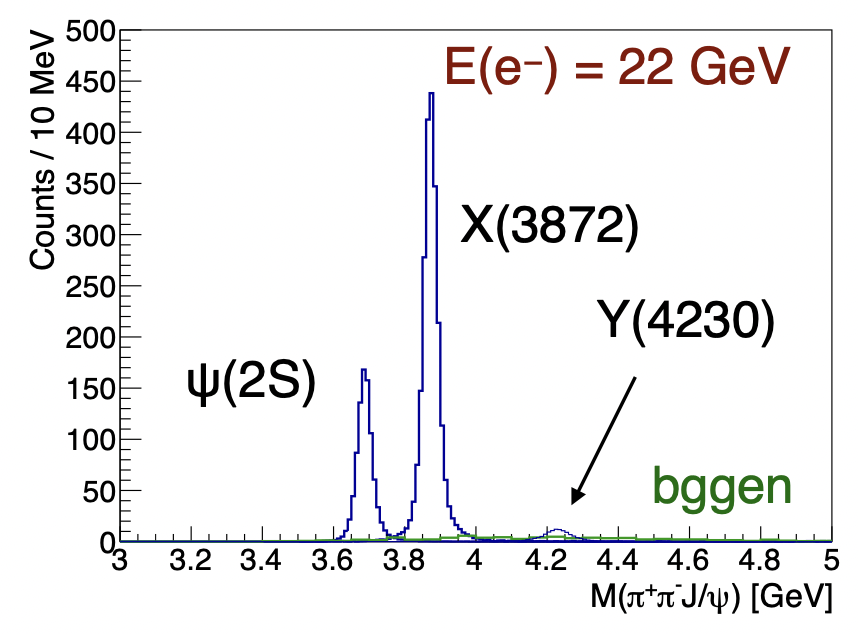 E(e⁻) = 22 GeV
Counts / 10 MeV
500
450
400
350
300
250
200
150
100
50
0
X(3872)
Y(4230)
ψ(2S)
bggen
3 3.2 3.4 3.6 3.8 4 4.2 4.4 4.6 4.8 5
M(π⁺π⁻J/ψ) [GeV]